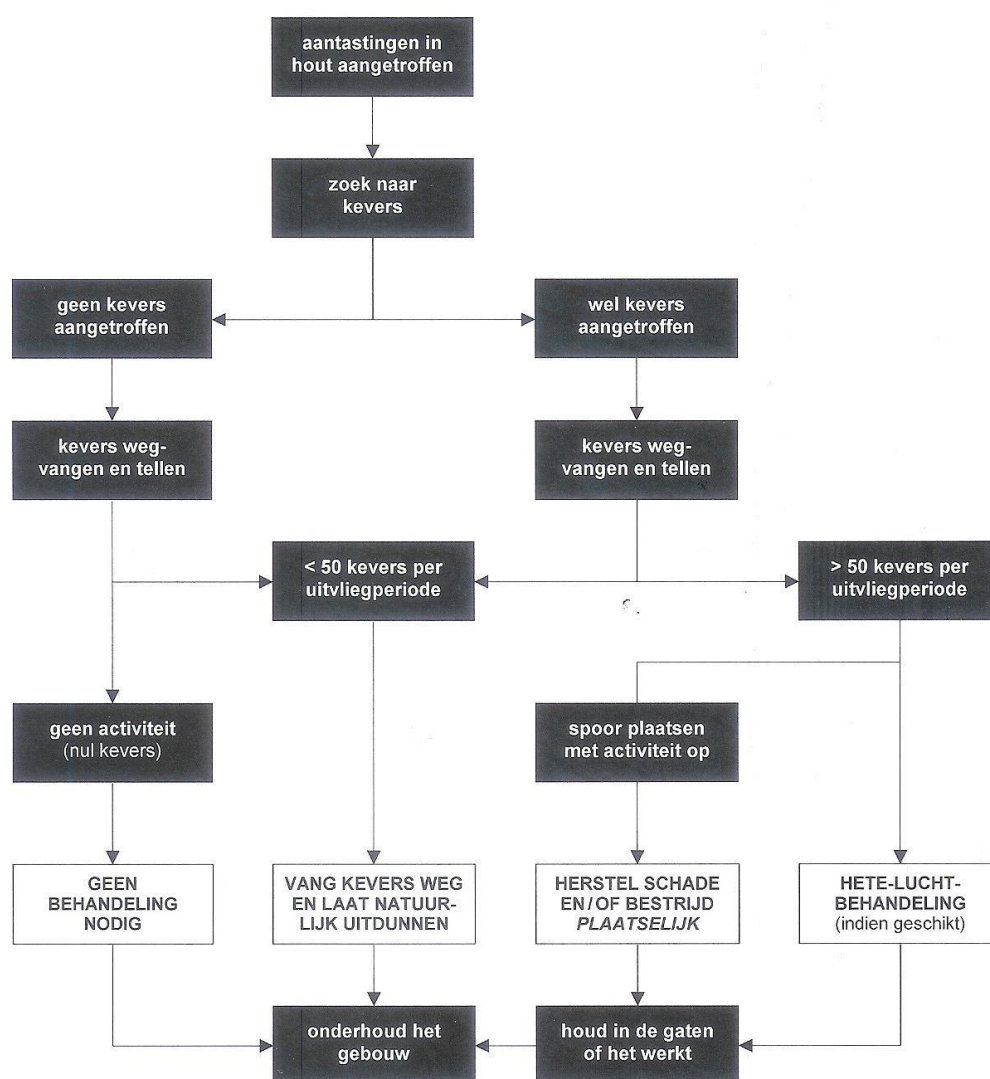 aantastingen in
hout aangetroffen
zoek naar
kevers
geen kevers
aangetroffen
wel kevers
aangetroffen
kevers weg-
vangen en tellen
kevers weg-
vangen en tellen
< 50 kevers per
uitvliegperiode
> 50 kevers per
uitvliegperiode
geen activiteit
(nul kevers)
spoor plaatsen
met activiteit op
GEEN
BEHANDELING
NODIG
VANG KEVERS WEG
EN LAAT NATUUR-
LIJK UITDUNNEN
HERSTEL SCHADE
EN/OF BESTRIJD
PLAATSELIJK
HETE-LUCHT-
BEHANDELING
(indien geschikt)
onderhoud het
gebouw
houd in de gaten
of het werkt